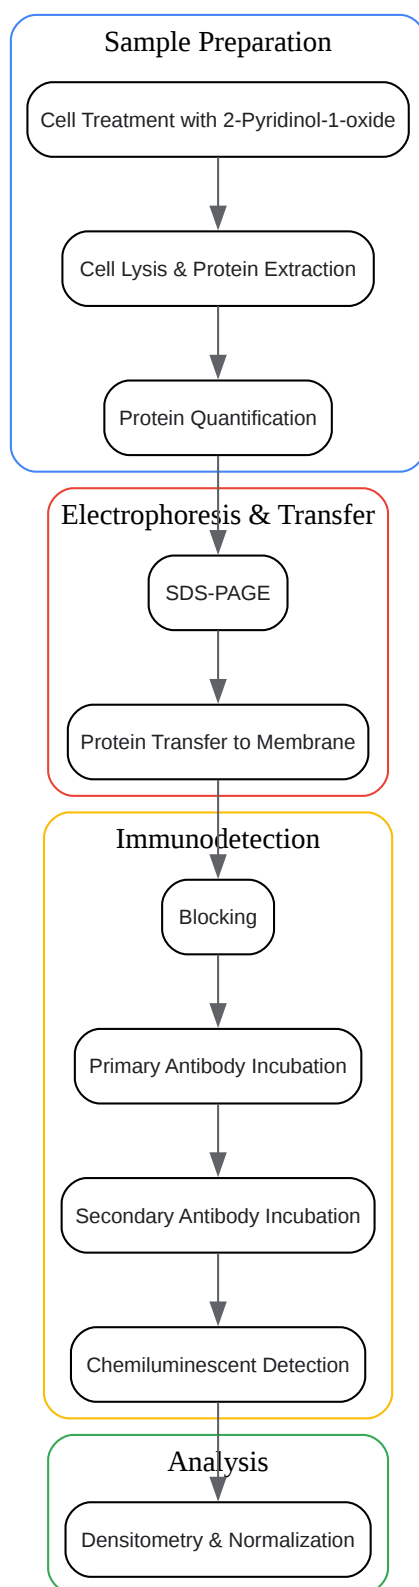 Sample Preparation
Cell Treatment with 2-Pyridinol-1-oxide
Cell Lysis & Protein Extraction
Protein Quantification
Electrophoresis & Transfer
SDS-PAGE
Protein Transfer to Membrane
Immunodetection
Blocking
Primary Antibody Incubation
Secondary Antibody Incubation
Chemiluminescent Detection
Analysis
Densitometry & Normalization